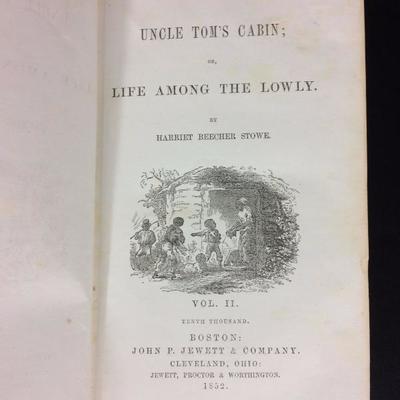 UNCLE TOM'S CABIN;
OR,
LIFE AMONG THE LOWLY.
BY
HARRIET BEECHER STOWE.
VOL. II.
TENTH THOUSAND.
BOSTON:
JOHN P. JEWETT & COMPANY.
CLEVELAND, OHIO:
JEWETT, PROCTOR & WORTHINGTON.
1852.